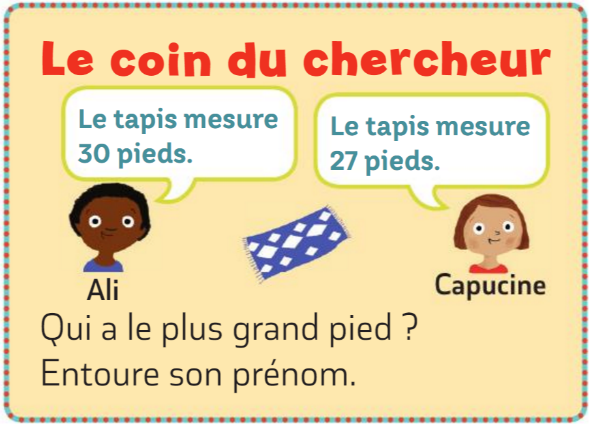 Le coin du chercheur
Le tapis mesure
30 pieds.
Le tapis mesure
27 pieds.
Ali
Capucine
Qui a le plus grand pied ?
Entoure son prénom.